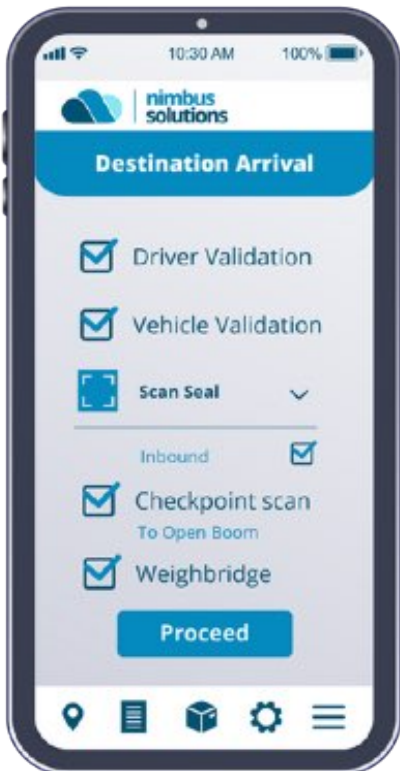 10:30 AM 100%
nimbus
solutions
Destination Arrival
Driver Validation
Vehicle Validation
Scan Seal
Inbound
Checkpoint scan
To Open Boom
Weighbridge
Proceed